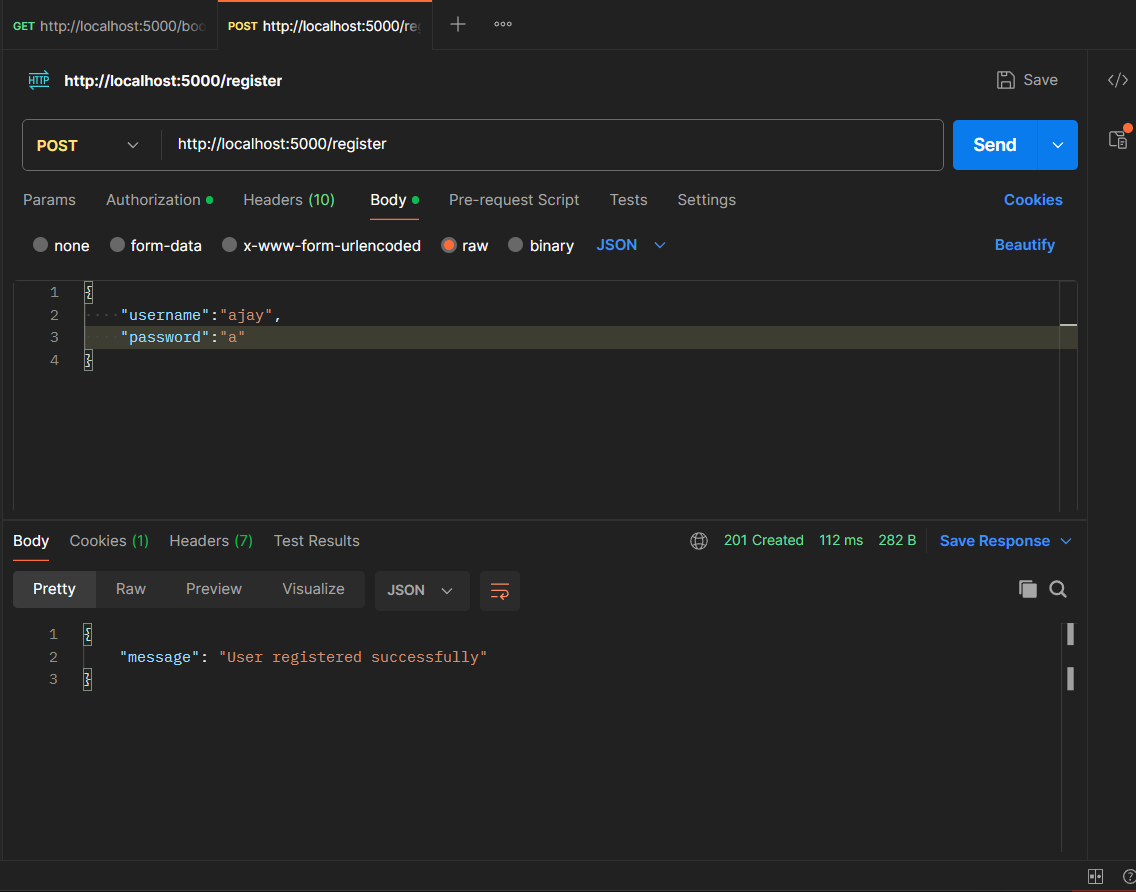 GET http://localhost:5000/boo
POST http://localhost:5000/re
HTTP http://localhost:5000/register
Save
POST http://localhost:5000/register
Send
Params Authorization Headers (10) Body Pre-request Script Tests Settings Cookies
none form-data x-www-form-urlencoded raw binary JSON Beautify
1 {
2 "username":"ajay",
3 "password":"a"
4 }
Body Cookies (1) Headers (7) Test Results 201 Created 112 ms 282 B Save Response
Pretty Raw Preview Visualize JSON
1 {
2 "message": "User registered successfully"
3 }